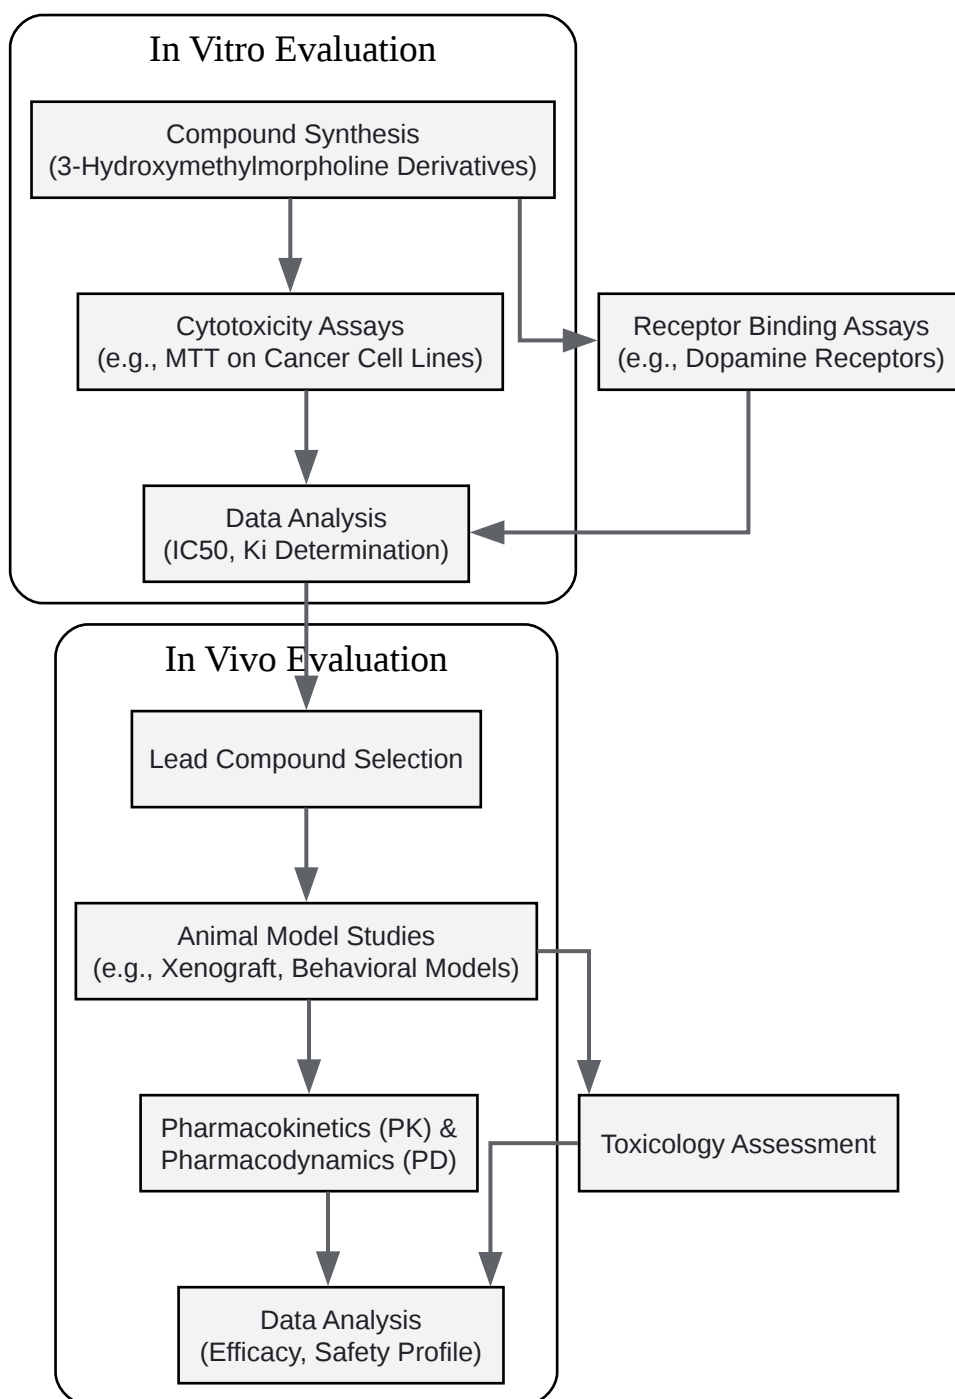 In Vitro Evaluation
Compound Synthesis
(3-Hydroxymethylmorpholine Derivatives)
Cytotoxicity Assays
(e.g., MTT on Cancer Cell Lines)
Receptor Binding Assays
(e.g., Dopamine Receptors)
Data Analysis
(IC50, Ki Determination)
In Vivo Evaluation
Lead Compound Selection
Animal Model Studies
(e.g., Xenograft, Behavioral Models)
Pharmacokinetics (PK) &
Pharmacodynamics (PD)
Toxicology Assessment
Data Analysis
(Efficacy, Safety Profile)